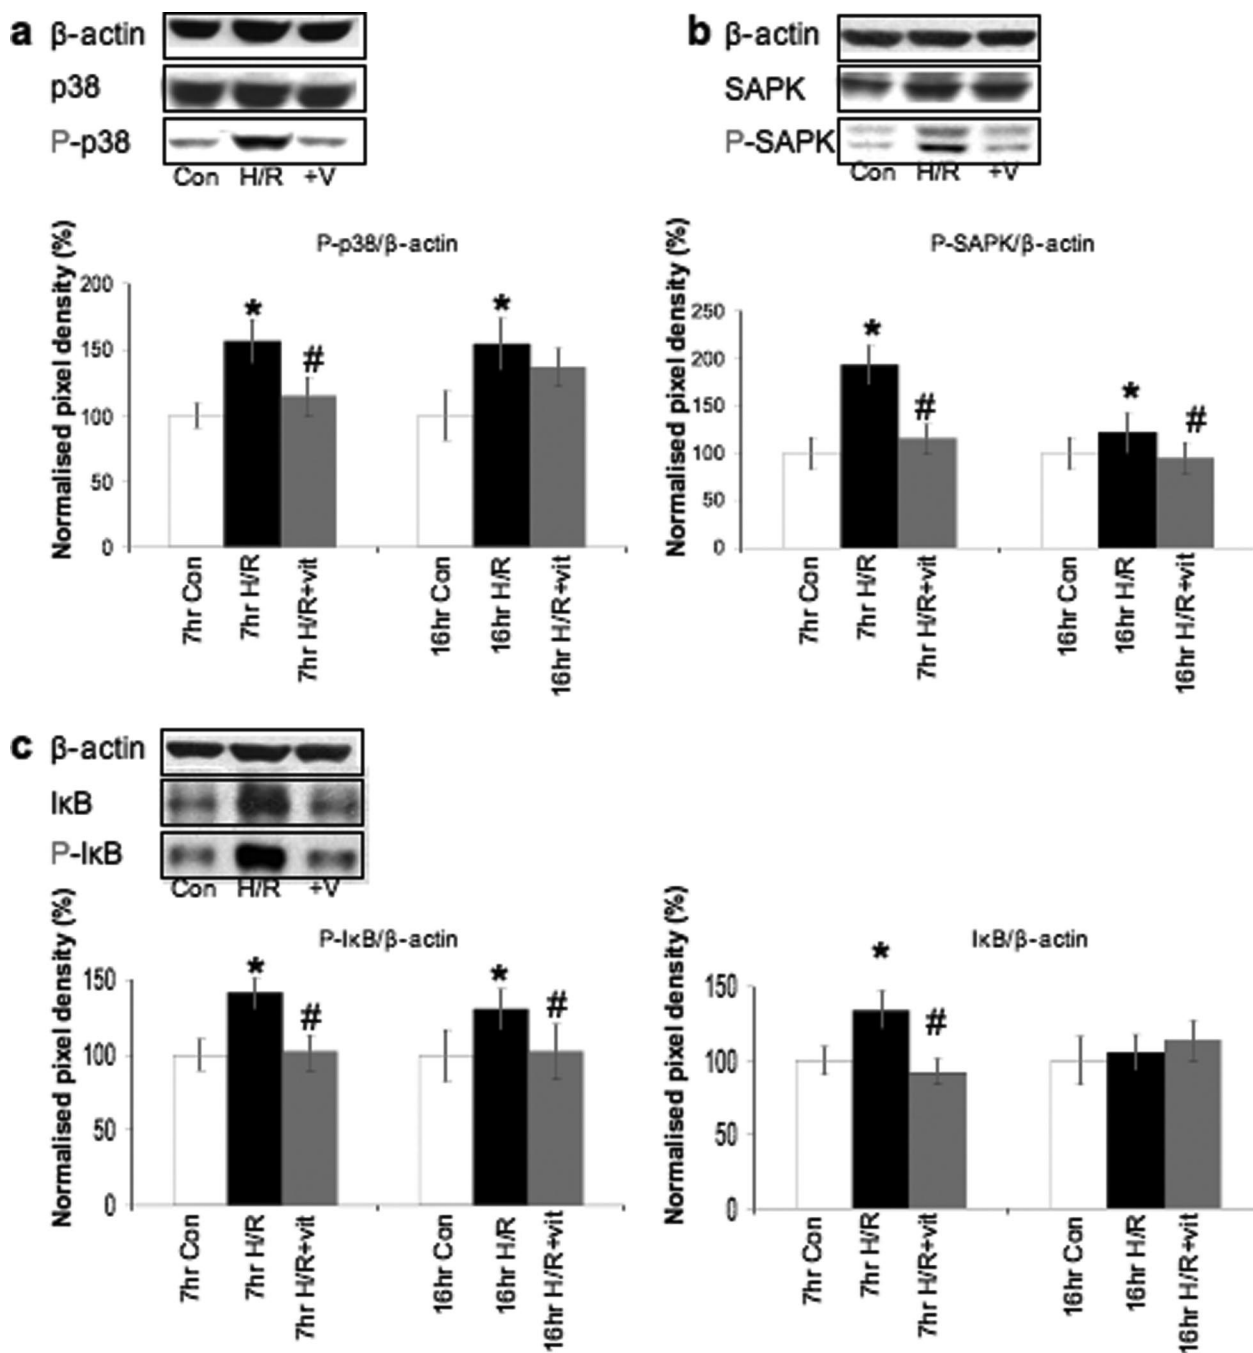 a
β-actin
p38
P-p38
Con H/R +V
b
β-actin
SAPK
P-SAPK
Con H/R +V
P-p38/β-actin
Normalised pixel density (%)
200
150
100
50
0
*
#
*
7hr Con
7hr H/R
7hr H/R+vit
16hr Con
16hr H/R
16hr H/R+vit
P-SAPK/β-actin
Normalised pixel density (%)
250
200
150
100
50
0
*
#
*
#
7hr Con
7hr H/R
7hr H/R+vit
16hr Con
16hr H/R
16hr H/R+vit
c
β-actin
IκB
P-IκB
Con H/R +V
P-IκB/β-actin
Normalised pixel density (%)
150
100
50
0
*
#
*
#
7hr Con
7hr H/R
7hr H/R+vit
16hr Con
16hr H/R
16hr H/R+vit
IκB/β-actin
Normalised pixel density (%)
150
100
50
0
*
#
7hr Con
7hr H/R
7hr H/R+vit
16hr Con
16hr H/R
16hr H/R+vit